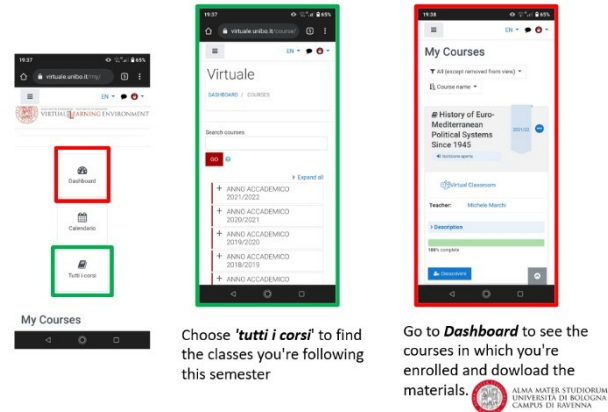 19:37
65%
virtuale.unibo.it/my/
EN
VIRTUAL LEARNING ENVIRONMENT
Dashboard
Calendario
Tutti i corsi
My Courses
19:37
65%
virtuale.unibo.it/course/
EN
Virtuale
DASHBOARD / COURSES
Search courses
GO
Expand all
ANNO ACCADEMICO
2021/2022
ANNO ACCADEMICO
2020/2021
ANNO ACCADEMICO
2019/2020
ANNO ACCADEMICO
2018/2019
ANNO ACCADEMICO
Choose 'tutti i corsi' to find
the classes you're following
this semester
19:38
65%
EN
My Courses
All (except removed from view)
Course name
History of Euro-
Mediterranean
Political Systems
Since 1945
2021/22
Iscrizione aperta
Virtual Classroom
Teacher: Michele Marchi
Description
100% complete
Go to Dashboard to see the
courses in which you're
enrolled and dowload the
materials.
ALMA MATER STUDIORUM
UNIVERSITÀ DI BOLOGNA
CAMPUS DI RAVENNA